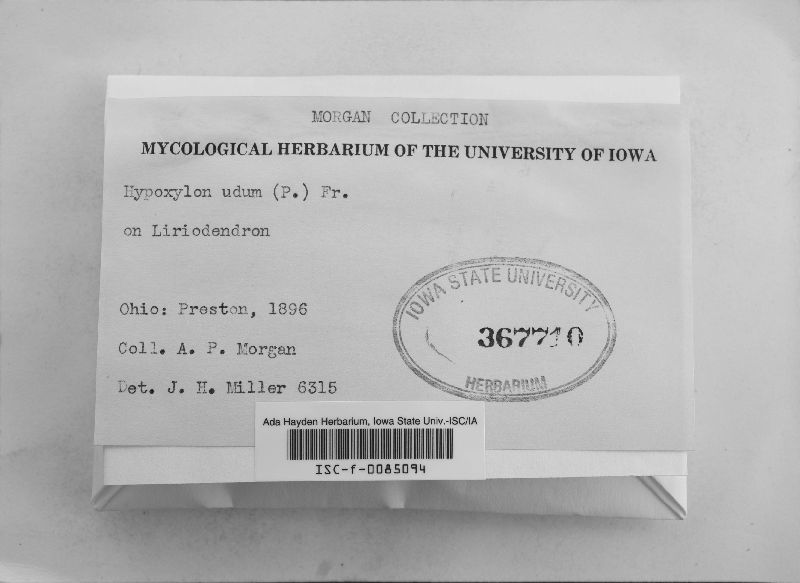 MORGAN COLLECTION
MYCOLOGICAL HERBARIUM OF THE UNIVERSITY OF IOWA
Hypoxylon udum (P.) Fr.
on Liriodendron
Ohio: Preston, 1896
Coll. A. P. Morgan
Det. J. H. Miller 6315
IOWA STATE UNIVERSITY
367710
HERBARIUM
Ada Hayden Herbarium, Iowa State Univ.-ISC/IA
ISC-f-0085094